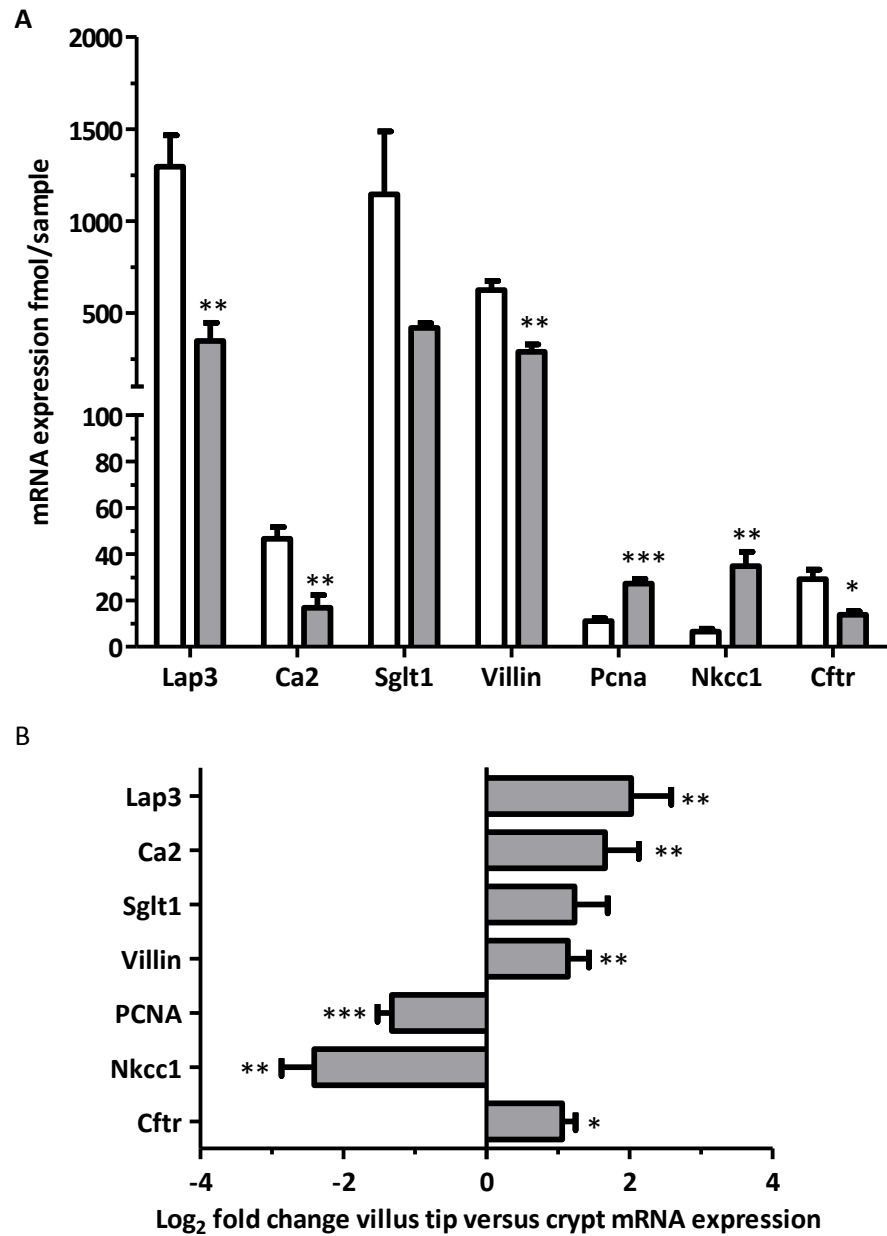 A
mRNA expression fmol/sample
2000
1500
1000
500
100
80
60
40
20
0
**
**
**
***
**
*
Lap3 Ca2 Sglt1 Villin Pcna Nkcc1 Cftr
B
Lap3 **
Ca2 **
Sglt1
Villin **
PCNA ***
Nkcc1 **
Cftr *
-4 -2 0 2 4
Log₂ fold change villus tip versus crypt mRNA expression